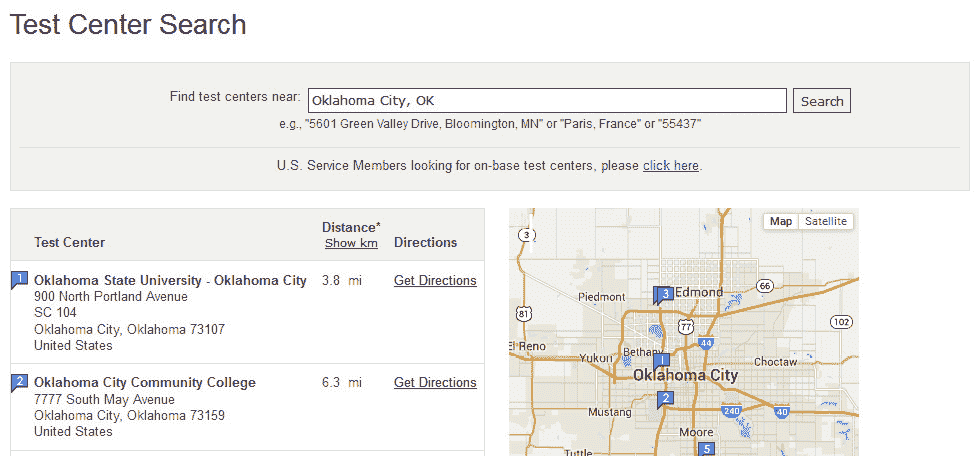 Test Center Search
Find test centers near: Oklahoma City, OK Search
e.g., "5601 Green Valley Drive, Bloomington, MN" or "Paris, France" or "55437"
U.S. Service Members looking for on-base test centers, please click here.
Test Center Distance* Show km Directions
1 Oklahoma State University - Oklahoma City 3.8 mi Get Directions
900 North Portland Avenue
SC 104
Oklahoma City, Oklahoma 73107
United States
2 Oklahoma City Community College 6.3 mi Get Directions
7777 South May Avenue
Oklahoma City, Oklahoma 73159
United States
Map Satellite
3
66
Piedmont 3 Edmond
81
77
102
44
El Reno
Yukon Bethany 1 Choctaw
Oklahoma City
2
Mustang 240 40
Moore
5
Tuttle